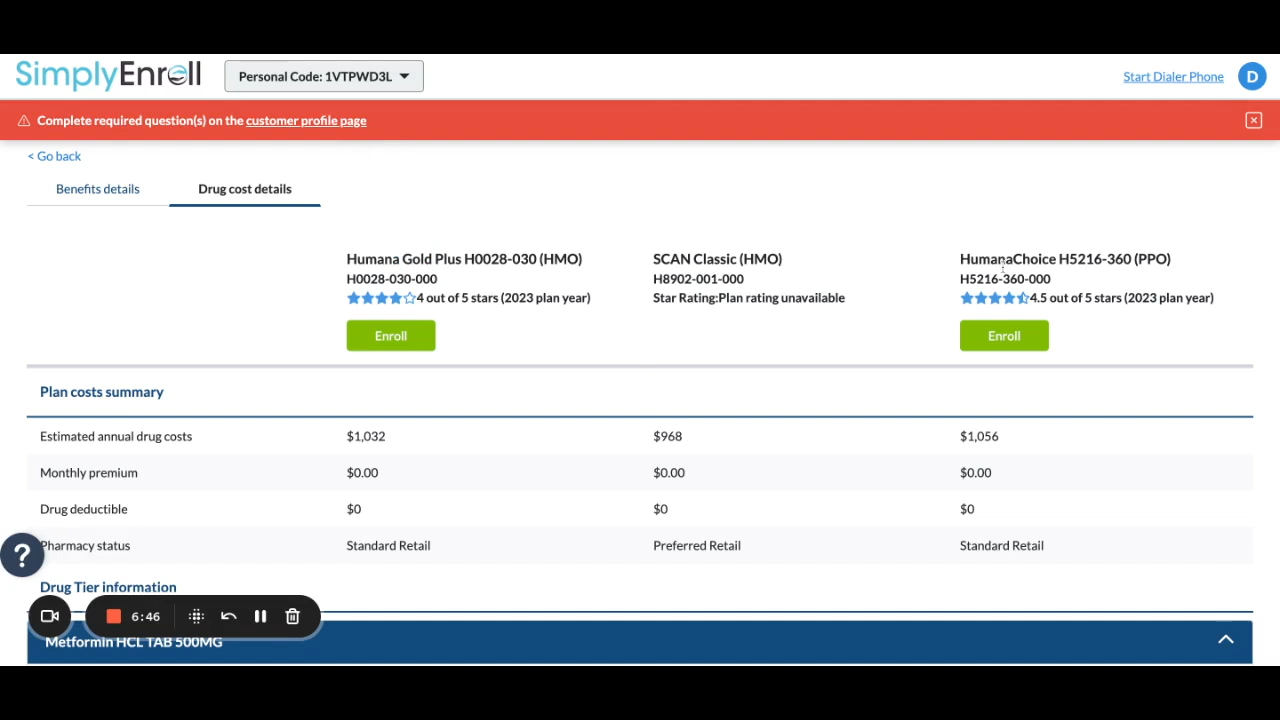 SimplyEnroll
Personal Code: 1VTPWD3L
Start Dialer Phone
D
Complete required question(s) on the customer profile page
< Go back
Benefits details
Drug cost details
Humana Gold Plus H0028-030 (HMO)
H0028-030-000
4 out of 5 stars (2023 plan year)
Enroll
SCAN Classic (HMO)
H8902-001-000
Star Rating:Plan rating unavailable
HumanaChoice H5216-360 (PPO)
H5216-360-000
4.5 out of 5 stars (2023 plan year)
Enroll
Plan costs summary
Estimated annual drug costs $1,032 $968 $1,056
Monthly premium $0.00 $0.00 $0.00
Drug deductible $0 $0 $0
Pharmacy status Standard Retail Preferred Retail Standard Retail
?
Drug Tier information
6:46
Metformin HCL TAB 500MG